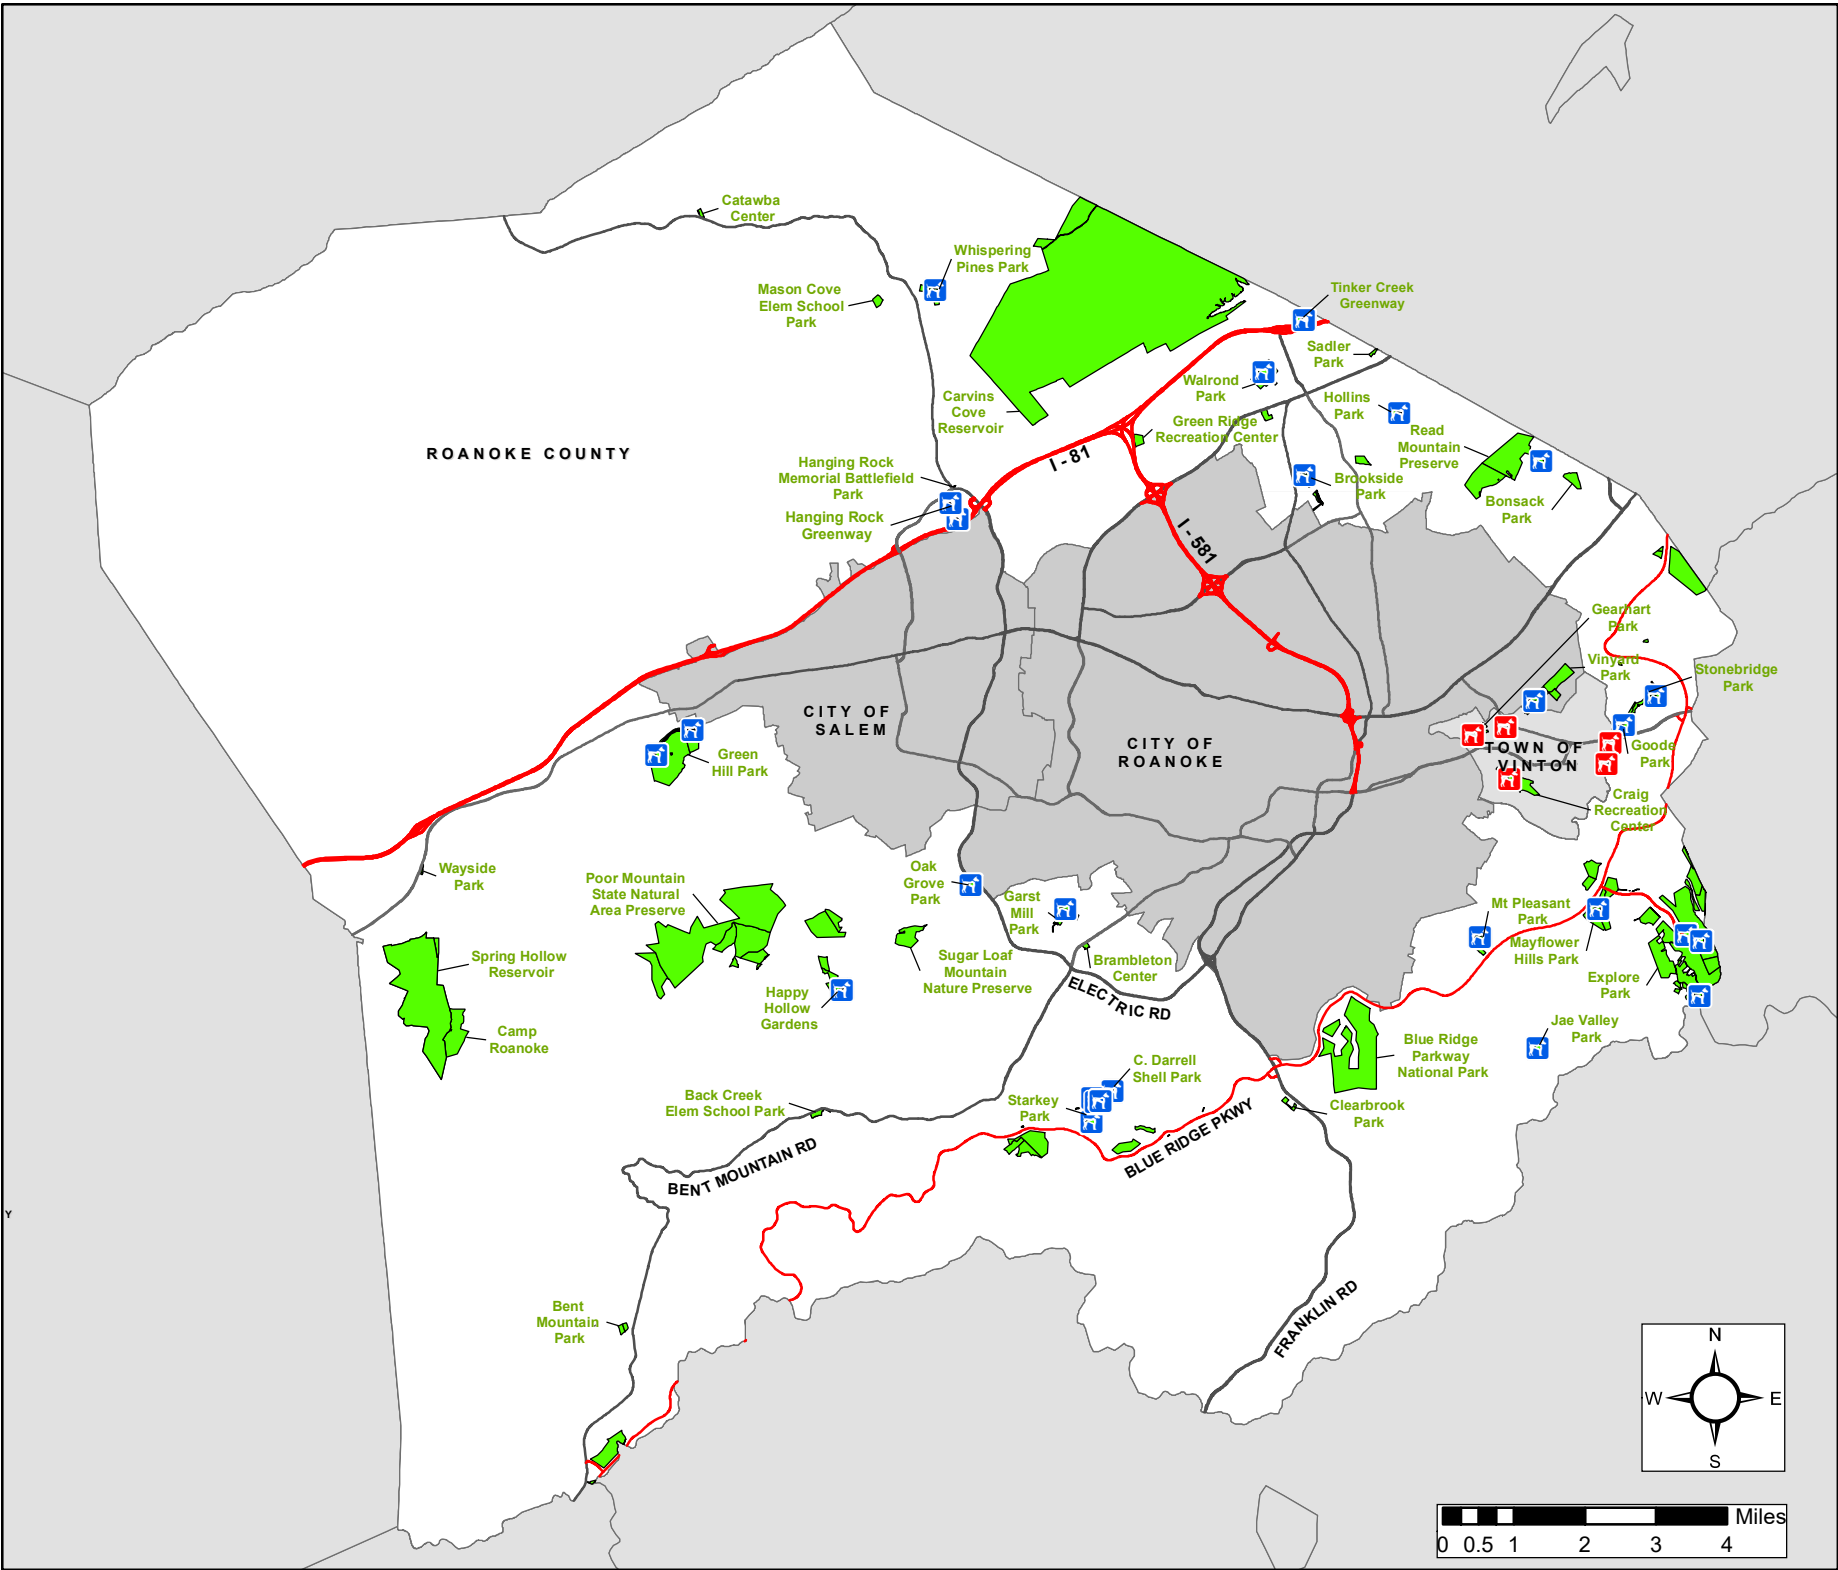 Catawba
Center
Whispering
Pines Park
Mason Cove
Elem School
Park
Tinker Creek
Greenway
Sadler
Park
Walrond
Park
Carvins
Cove
Reservoir
Hollins
Park
Green Ridge
Recreation Center
Read
Mountain
Preserve
ROANOKE COUNTY
I - 81
Hanging Rock
Memorial Battlefield
Park
Hanging Rock
Greenway
Brookside
Park
Bonsack
Park
I - 581
Gearhart
Park
Vinyard
Park
Stonebridge
Park
CITY OF
SALEM
CITY OF
ROANOKE
TOWN OF
VINTON
Goode
Park
Green
Hill Park
Craig
Recreation
Center
Wayside
Park
Poor Mountain
State Natural
Area Preserve
Oak
Grove
Park
Garst
Mill
Park
Mt Pleasant
Park
Mayflower
Hills Park
Spring Hollow
Reservoir
Sugar Loaf
Mountain
Nature Preserve
Brambleton
Center
Explore
Park
Happy
Hollow
Gardens
ELECTRIC RD
Camp
Roanoke
Jae Valley
Park
Blue Ridge
Parkway
National Park
C. Darrell
Shell Park
Back Creek
Elem School Park
Starkey
Park
Clearbrook
Park
BLUE RIDGE PKWY
BENT MOUNTAIN RD
Y
Bent
Mountain
Park
FRANKLIN RD
N
W
E
S
Miles
0 0.5 1 2 3 4